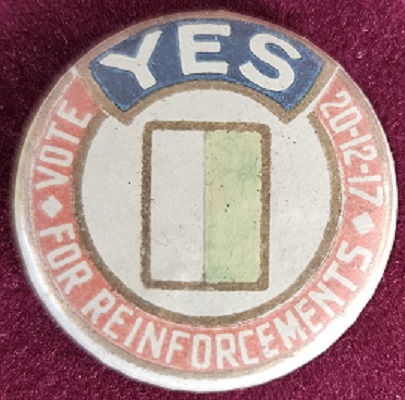 YES
VOTE ◆ FOR REINFORCEMENTS ◆ 20-12-17